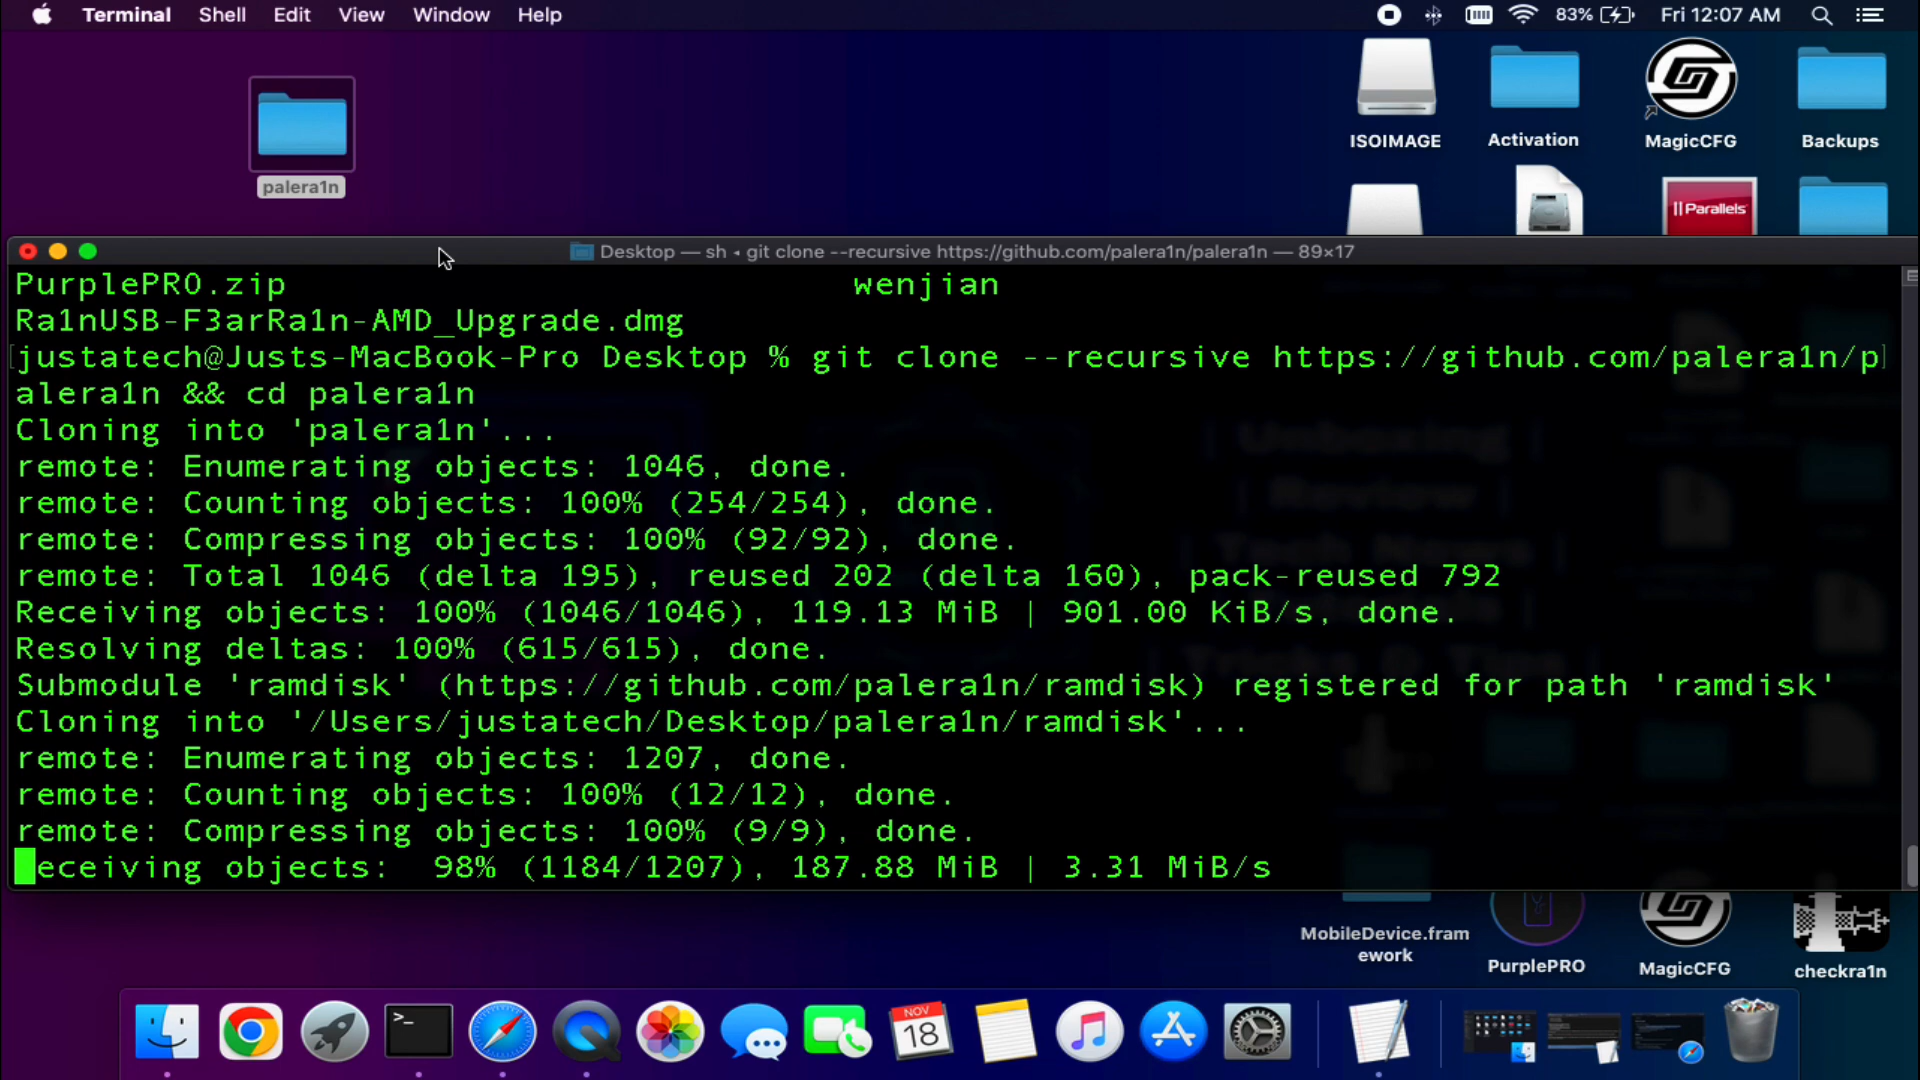 Terminal Shell Edit View Window Help 83% Fri 12:07 AM
palera1n
ISOIMAGE Activation MagicCFG Backups
Parallels
Desktop — sh ◂ git clone --recursive https://github.com/palera1n/palera1n — 89×17
PurplePRO.zip wenjian
Ra1nUSB-F3arRa1n-AMD_Upgrade.dmg
[justatech@Justs-MacBook-Pro Desktop % git clone --recursive https://github.com/palera1n/p]
alera1n && cd palera1n
Cloning into 'palera1n'...
remote: Enumerating objects: 1046, done.
remote: Counting objects: 100% (254/254), done.
remote: Compressing objects: 100% (92/92), done.
remote: Total 1046 (delta 195), reused 202 (delta 160), pack-reused 792
Receiving objects: 100% (1046/1046), 119.13 MiB | 901.00 KiB/s, done.
Resolving deltas: 100% (615/615), done.
Submodule 'ramdisk' (https://github.com/palera1n/ramdisk) registered for path 'ramdisk'
Cloning into '/Users/justatech/Desktop/palera1n/ramdisk'...
remote: Enumerating objects: 1207, done.
remote: Counting objects: 100% (12/12), done.
remote: Compressing objects: 100% (9/9), done.
eceiving objects: 98% (1184/1207), 187.88 MiB | 3.31 MiB/s
| Unboxing |
| Review |
| Tech News |
| Tricks & Tips |
MobileDevice.fram
ework
PurplePRO MagicCFG checkra1n
NOV
18